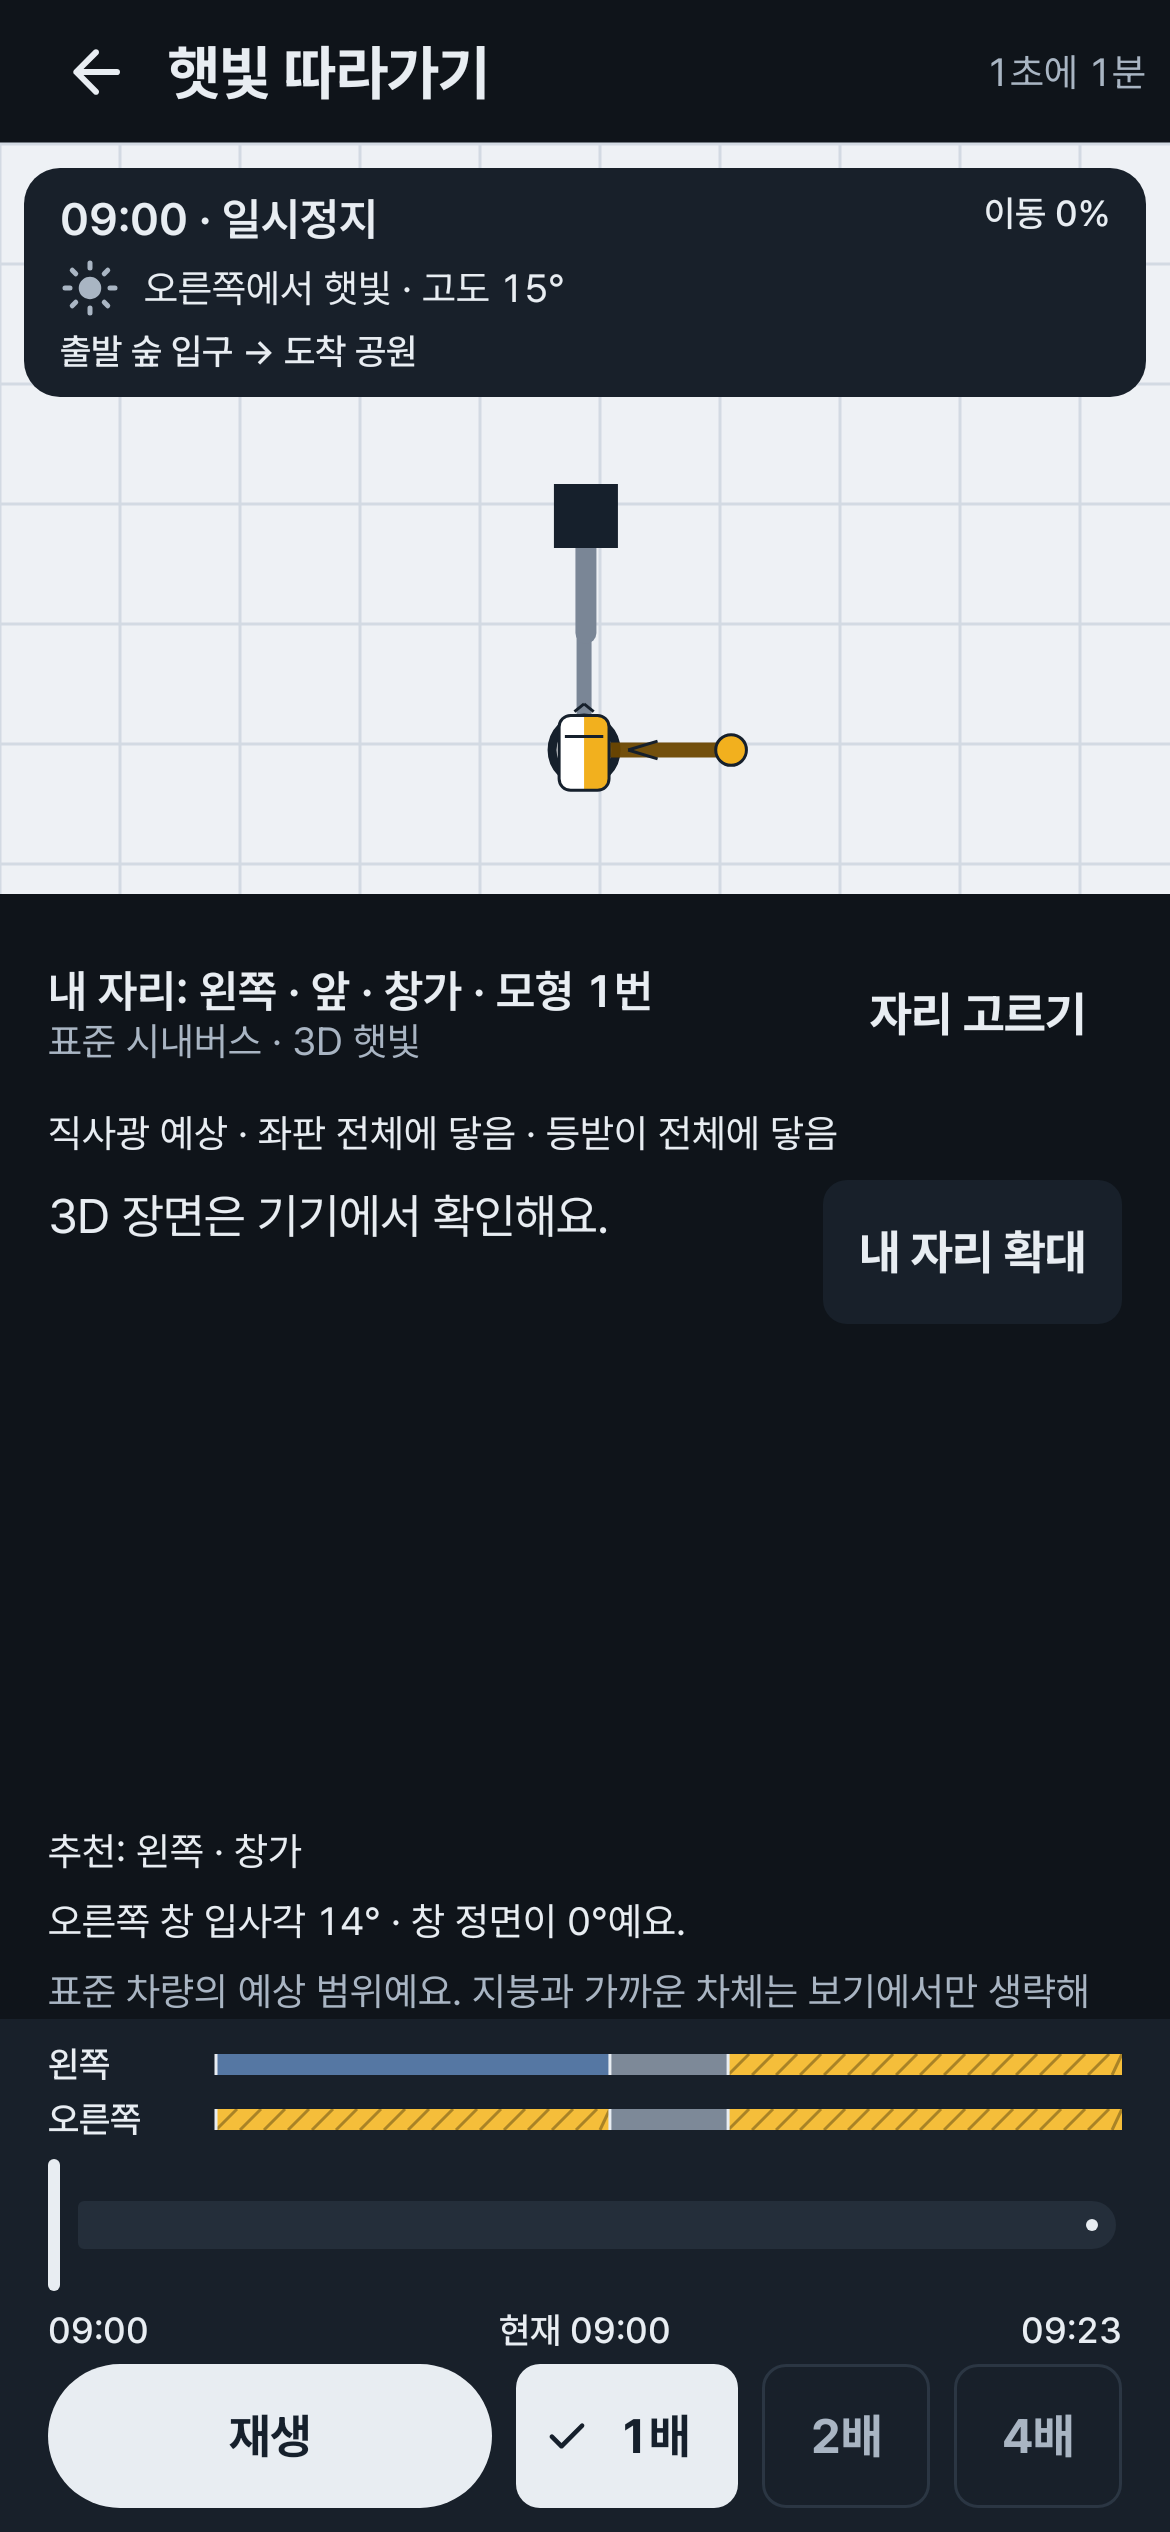 햇빛 따라가기
1초에 1분
09:00 · 일시정지
이동 0%
오른쪽에서 햇빛 · 고도 15°
출발 숲 입구 → 도착 공원
내 자리: 왼쪽 · 앞 · 창가 · 모형 1번
표준 시내버스 · 3D 햇빛
자리 고르기
직사광 예상 · 좌판 전체에 닿음 · 등받이 전체에 닿음
3D 장면은 기기에서 확인해요.
내 자리 확대
추천: 왼쪽 · 창가
오른쪽 창 입사각 14° · 창 정면이 0°예요.
표준 차량의 예상 범위예요. 지붕과 가까운 차체는 보기에서만 생략해
왼쪽
오른쪽
09:00
현재 09:00
09:23
재생
1배
2배
4배